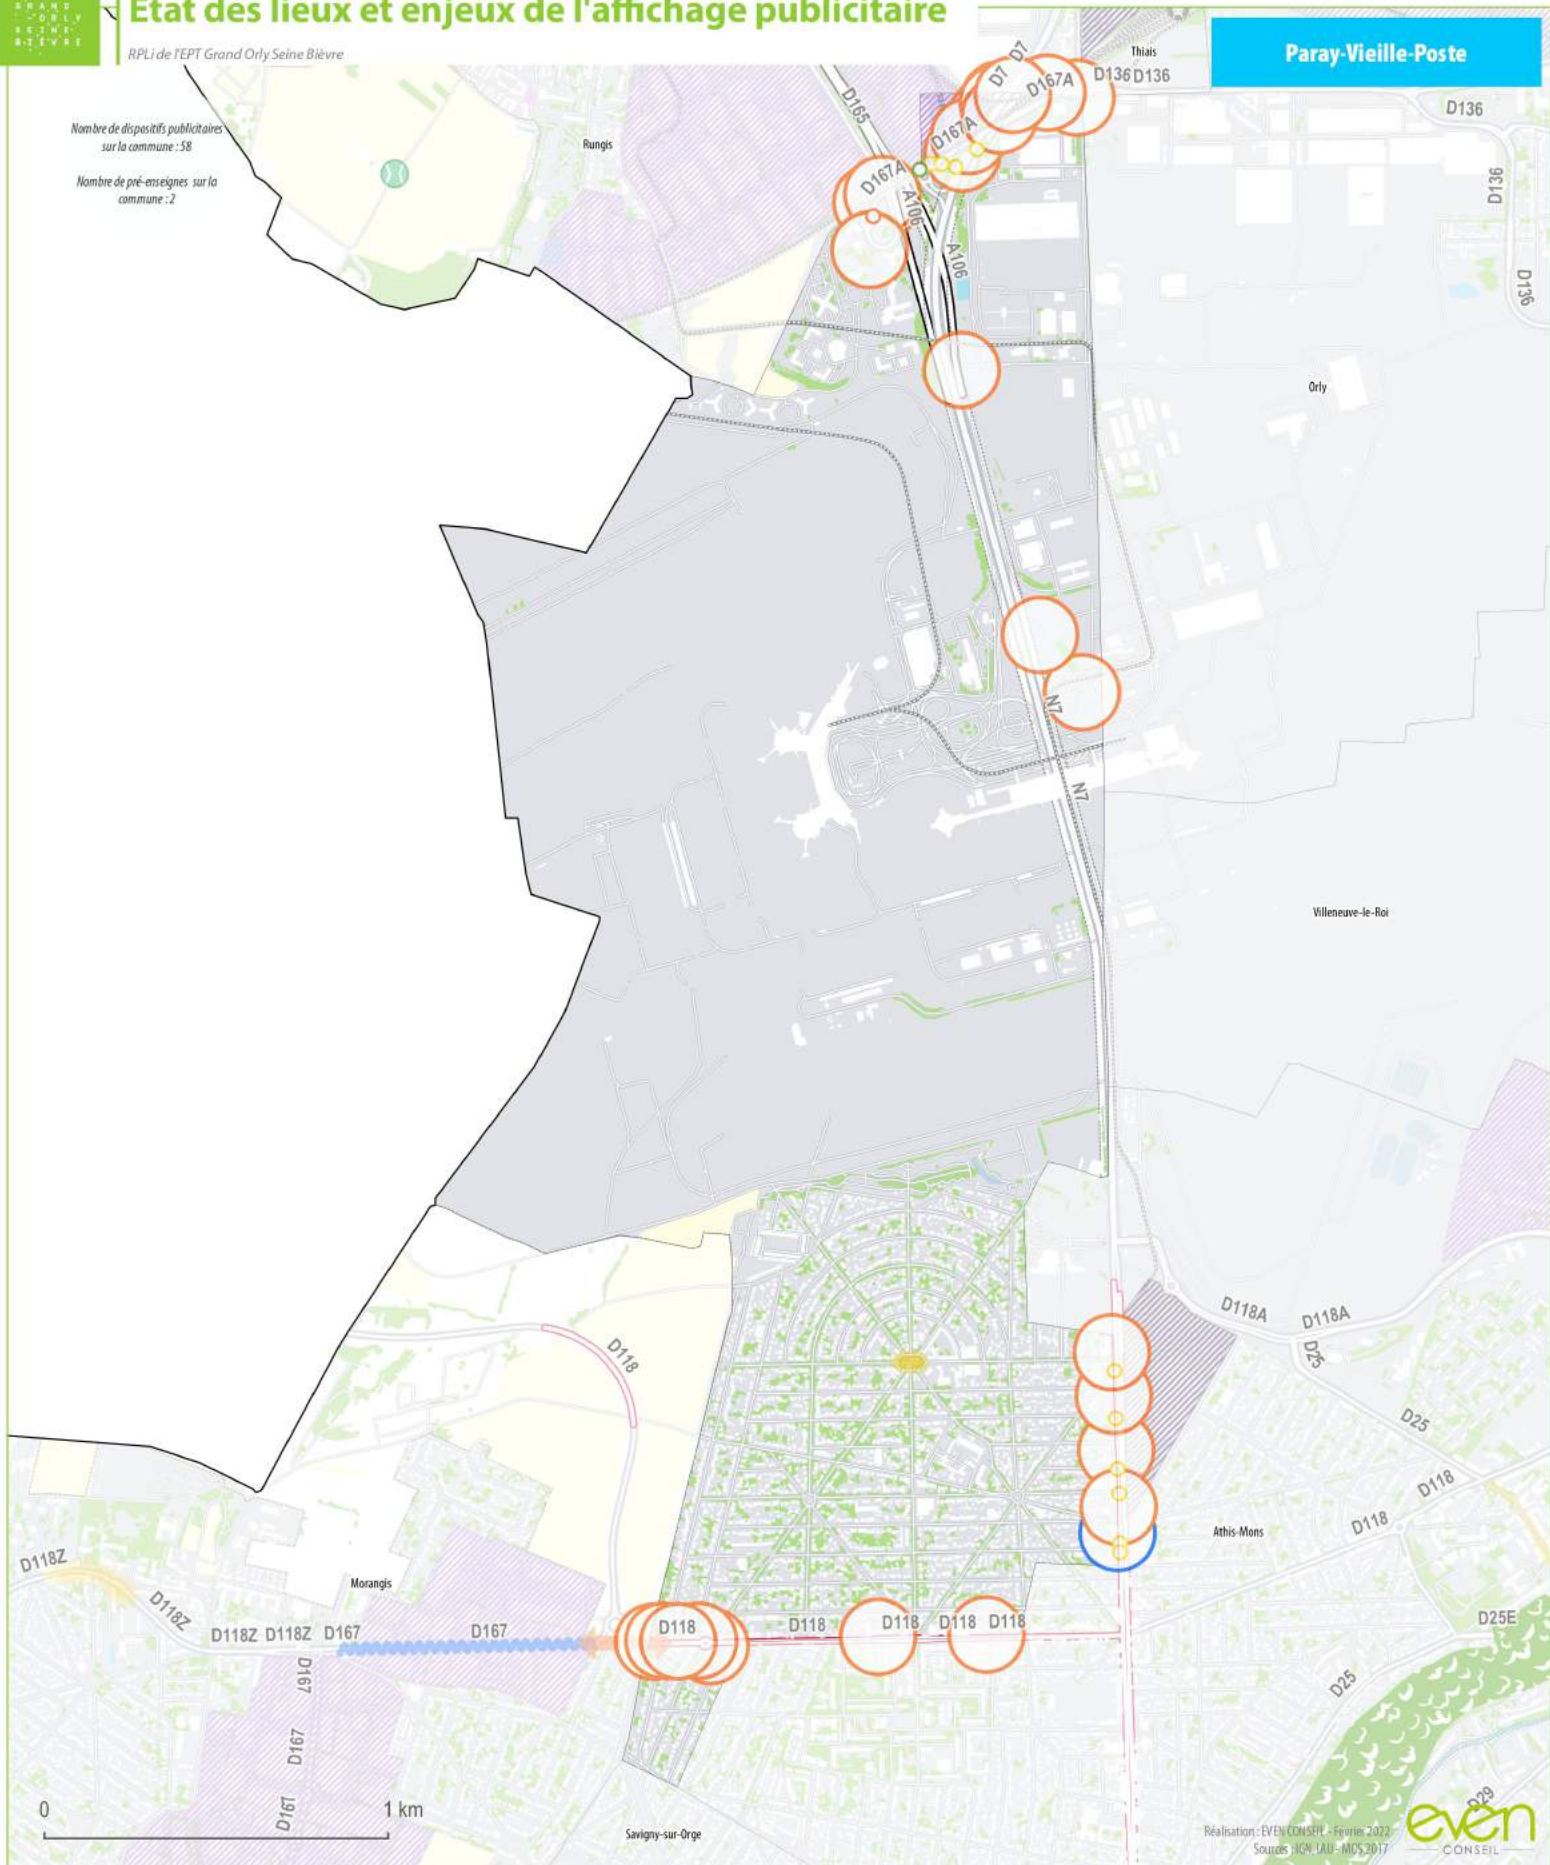 GRAND
ORLY
SEINE
BIÈVRE
Etat des lieux et enjeux de l'affichage publicitaire
RPLi de l'EPT Grand Orly Seine Bièvre
Paray-Vieille-Poste
Nombre de dispositifs publicitaires
sur la commune : 58
Nombre de pré-enseignes sur la
commune : 2
Thiais
D7
D7
D167A
D136
D136
D136
D136
D136
D165
D167A
D167A
Rungis
A106
A106
Orly
N7
N7
Villeneuve-le-Roi
D118A
D118A
D25
D25
D118
D118
D118
Athis-Mons
D118Z
D118Z
Morangis
D118Z
D118Z
D167
D167
D118
D118
D118
D118
D118
D25E
D167
D167
D167
D25
D29
0
1 km
Savigny-sur-Orge
Réalisation : EVEN CONSEIL - Février 2022
Sources : IGN, IAU - MOS 2017
even
CONSEIL